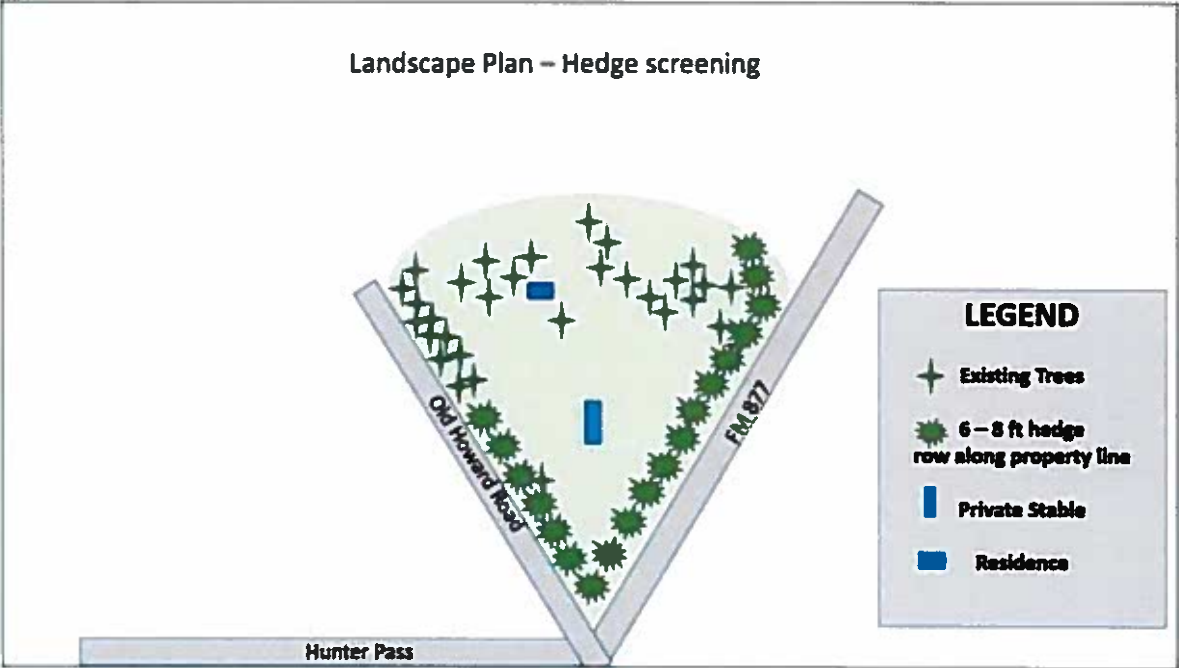 Landscape Plan – Hedge screening
LEGEND
Existing Trees
6 – 8 ft hedge
row along property line
Private Stable
Residence
Old Howard Road
FM 877
Hunter Pass